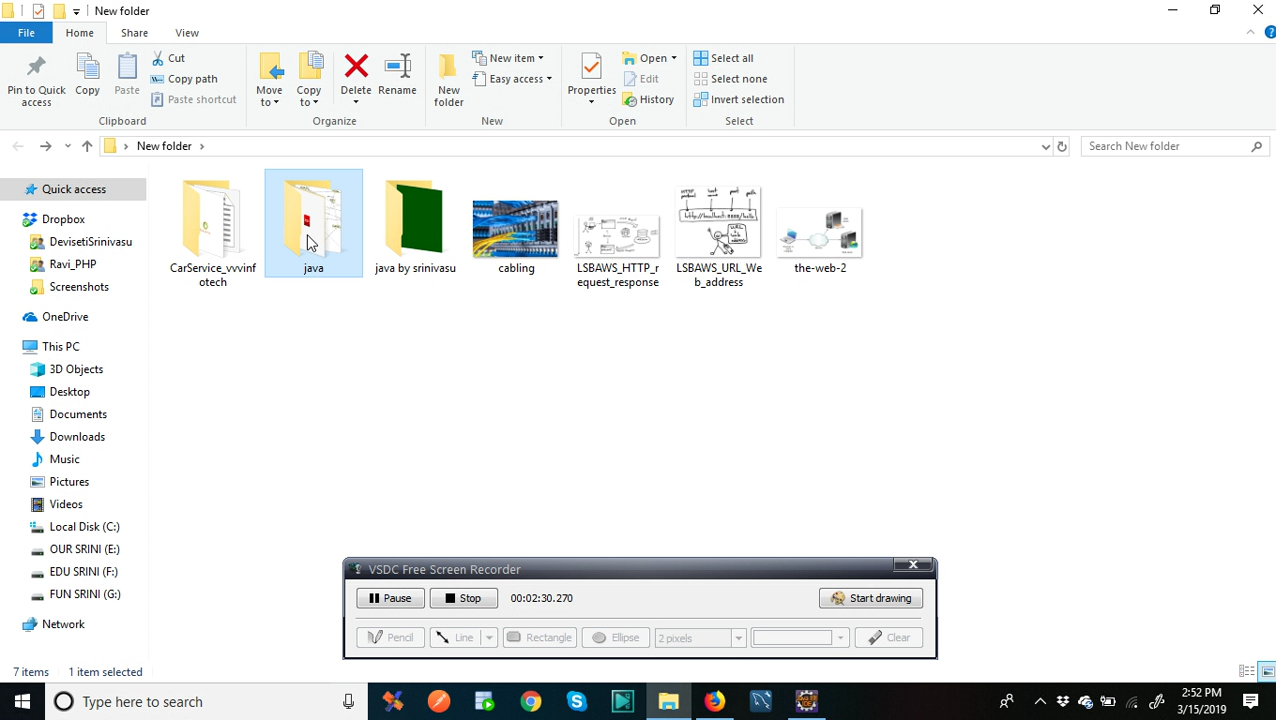 New folder
File
Home
Share
View
Pin to Quick access
Copy
Paste
Cut
Copy path
Paste shortcut
Clipboard
Move to
Copy to
Delete
Rename
Organize
New folder
New item
Easy access
New
Properties
Open
Edit
History
Open
Select all
Select none
Invert selection
Select
New folder
Search New folder
Quick access
Dropbox
DevisetiSrinivasu
Ravi_PHP
Screenshots
OneDrive
This PC
3D Objects
Desktop
Documents
Downloads
Music
Pictures
Videos
Local Disk (C:)
OUR SRINI (E:)
EDU SRINI (F:)
FUN SRINI (G:)
Network
CarService_vvvinf
otech
java
java by srinivasu
cabling
LSBAWS_HTTP_r
equest_response
LSBAWS_URL_We
b_address
the-web-2
VSDC Free Screen Recorder
Pause
Stop
00:02:30.270
Start drawing
Pencil
Line
Rectangle
Ellipse
2 pixels
Clear
7 items
1 item selected
Type here to search
2:52 PM
3/15/2019